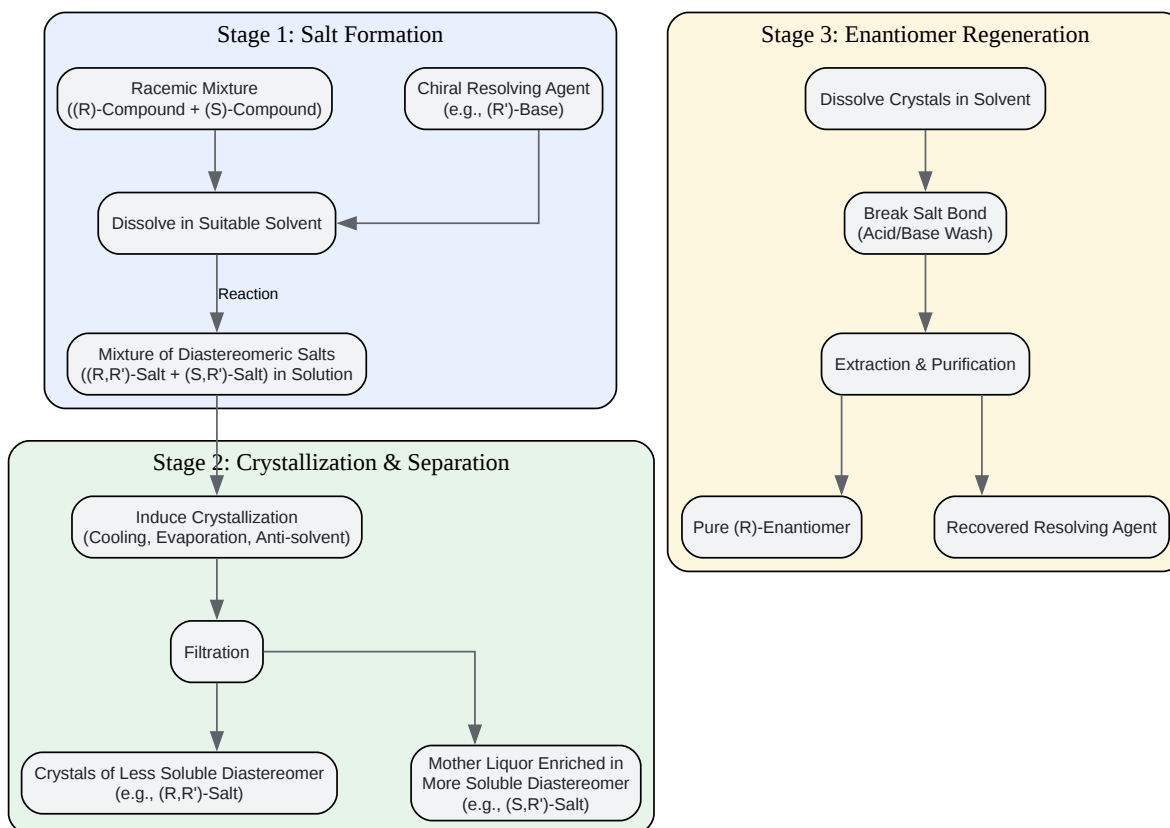 Stage 1: Salt Formation
Racemic Mixture
((R)-Compound + (S)-Compound)
Chiral Resolving Agent
(e.g., (R')-Base)
Dissolve in Suitable Solvent
Reaction
Mixture of Diastereomeric Salts
((R,R')-Salt + (S,R')-Salt) in Solution
Stage 2: Crystallization & Separation
Induce Crystallization
(Cooling, Evaporation, Anti-solvent)
Filtration
Crystals of Less Soluble Diastereomer
(e.g., (R,R')-Salt)
Mother Liquor Enriched in
More Soluble Diastereomer
(e.g., (S,R')-Salt)
Stage 3: Enantiomer Regeneration
Dissolve Crystals in Solvent
Break Salt Bond
(Acid/Base Wash)
Extraction & Purification
Pure (R)-Enantiomer
Recovered Resolving Agent